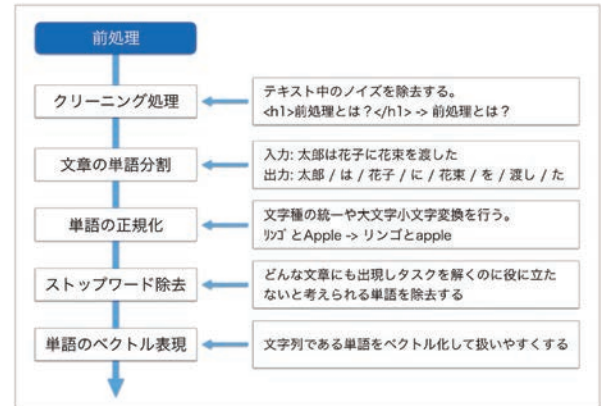 前処理
クリーニング処理
テキスト中のノイズを除去する。
<h1>前処理とは？</h1> -> 前処理とは？
文章の単語分割
入力: 太郎は花子に花束を渡した
出力: 太郎 / は / 花子 / に / 花束 / を / 渡し / た
単語の正規化
文字種の統一や大文字小文字変換を行う。
ﾘﾝｺﾞとApple -> リンゴとapple
ストップワード除去
どんな文章にも出現しタスクを解くのに役に立た
ないと考えられる単語を除去する
単語のベクトル表現
文字列である単語をベクトル化して扱いやすくする